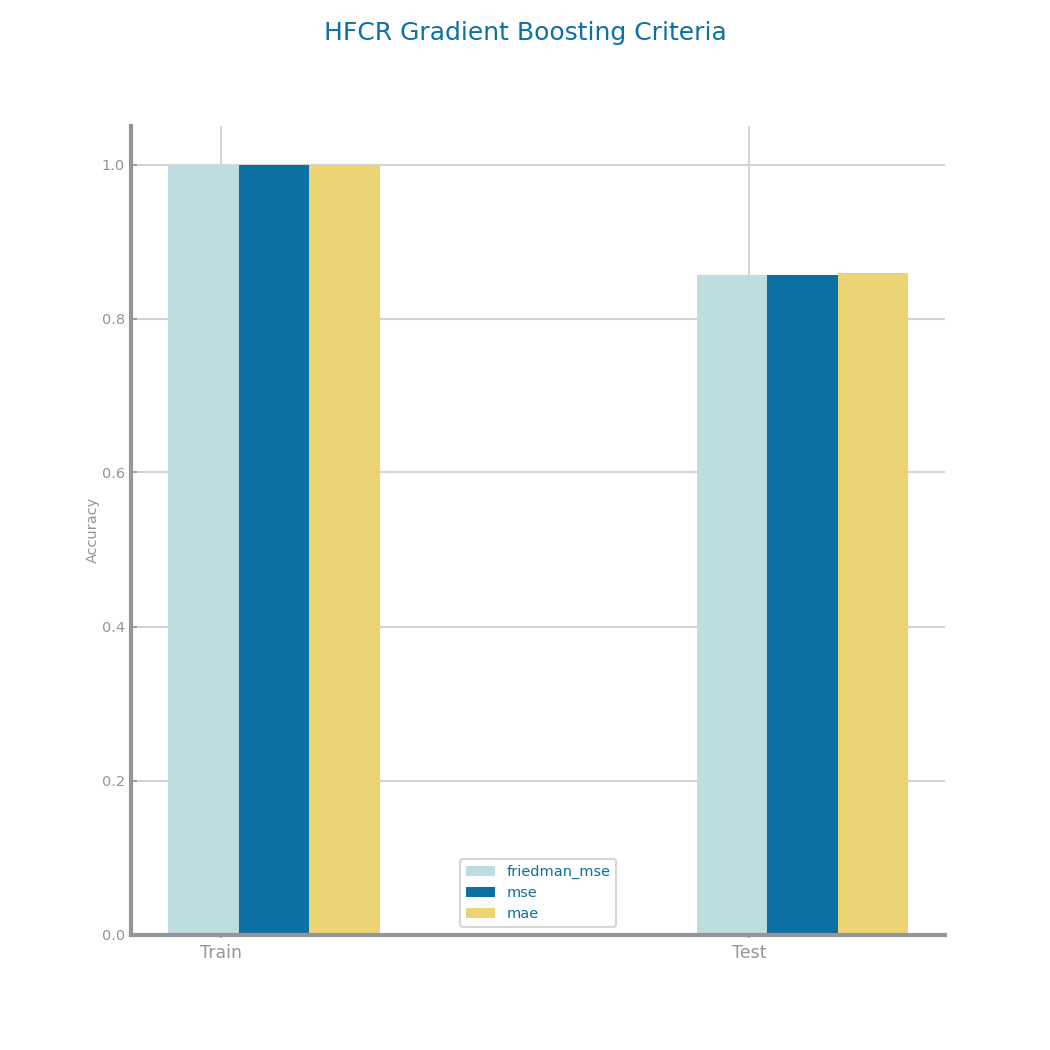 HFCR Gradient Boosting Criteria
1.0
0.8
0.6
0.4
0.2
0.0
Accuracy
friedman_mse
mse
mae
Train
Test